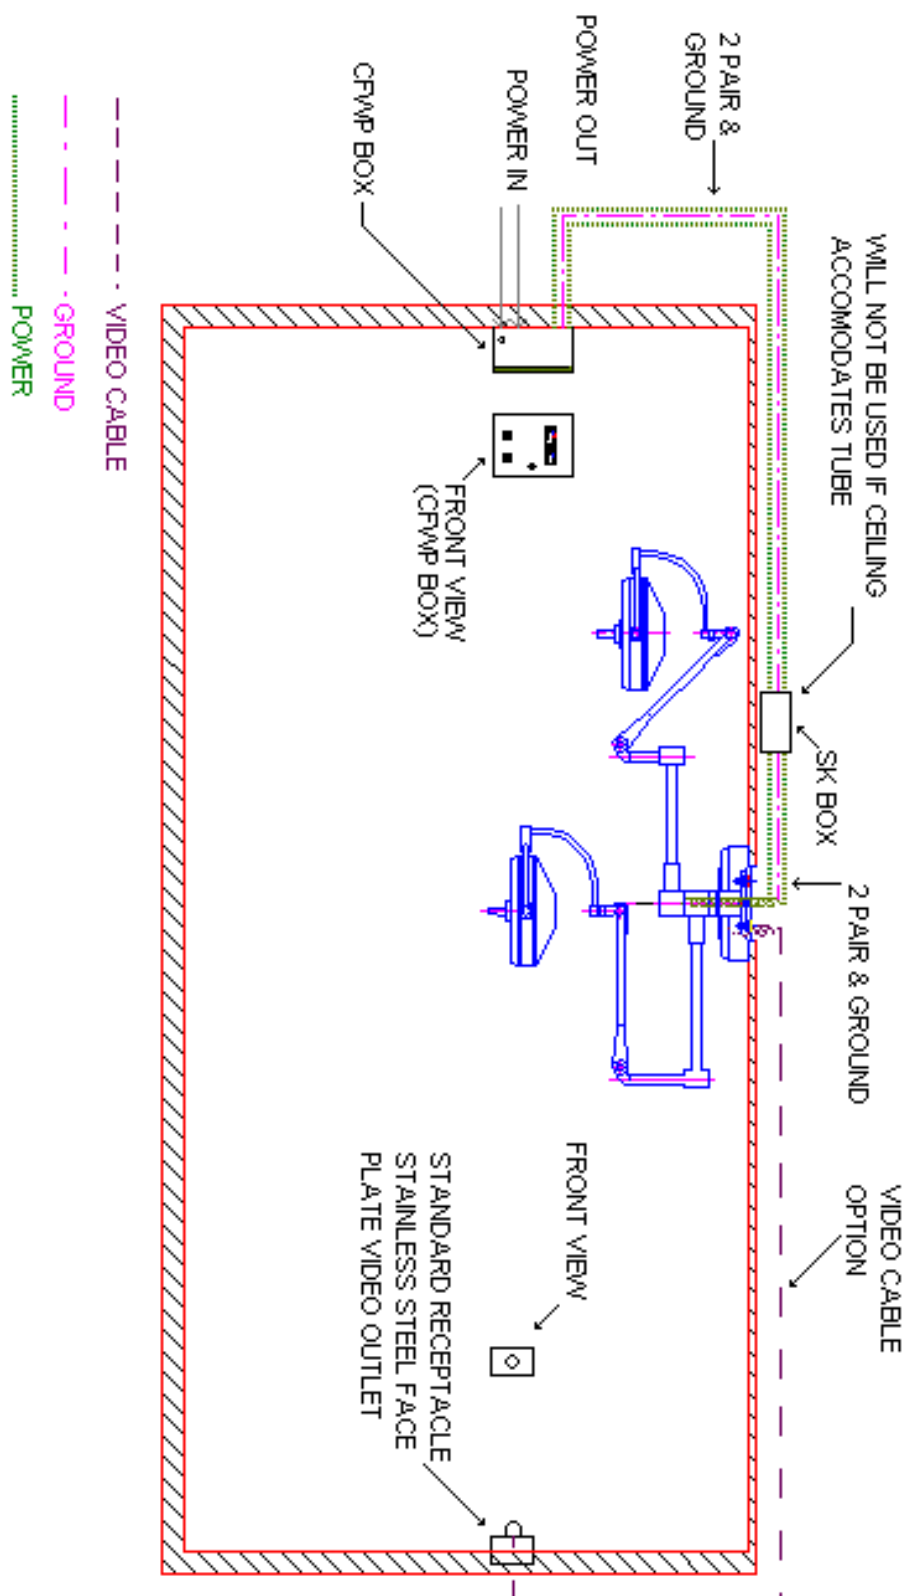 2 PAIR &
GROUND
POWER OUT
POWER IN
CFWP BOX
WILL NOT BE USED IF CEILING
ACCOMODATES TUBE
SK BOX
2 PAIR & GROUND
VIDEO CABLE
OPTION
FRONT VIEW
(CFWP BOX)
FRONT VIEW
STANDARD RECEPTACLE
STAINLESS STEEL FACE
PLATE VIDEO OUTLET
VIDEO CABLE
GROUND
POWER